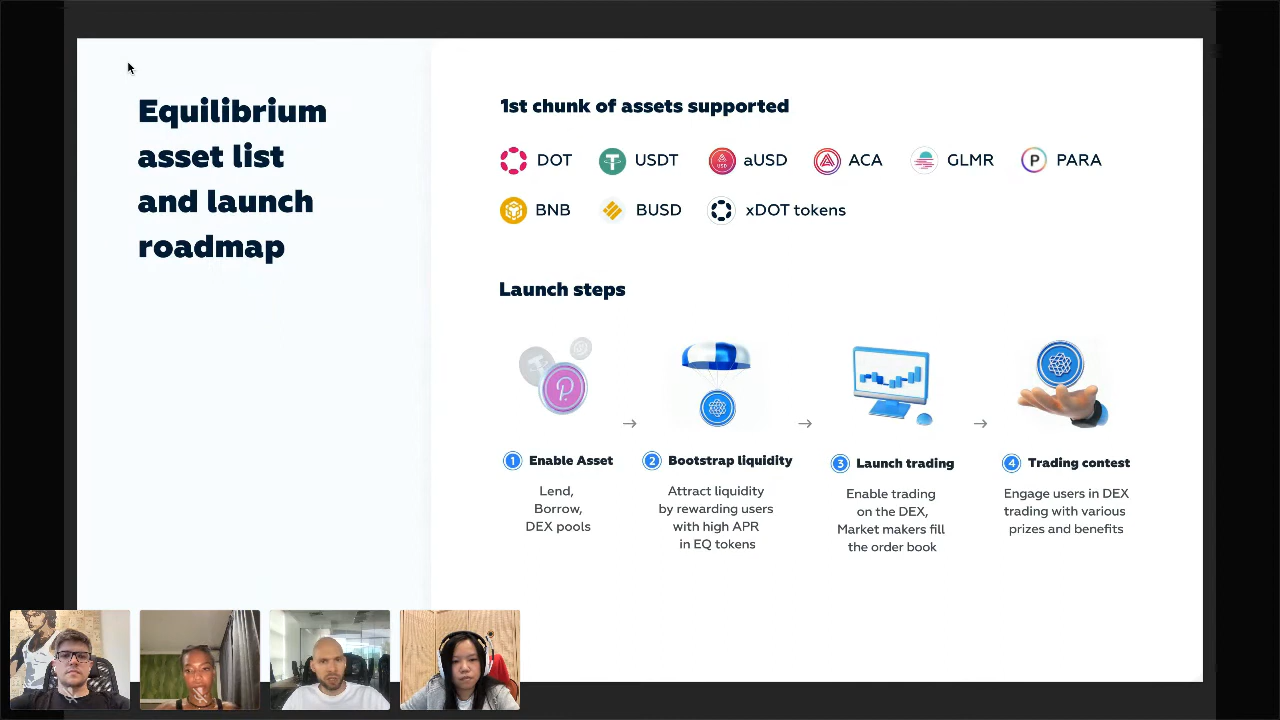 Equilibrium
asset list
and launch
roadmap
1st chunk of assets supported
DOT USDT aUSD ACA GLMR PARA
BNB BUSD xDOT tokens
Launch steps
1 Enable Asset
Lend,
Borrow,
DEX pools
2 Bootstrap liquidity
Attract liquidity
by rewarding users
with high APR
in EQ tokens
3 Launch trading
Enable trading
on the DEX,
Market makers fill
the order book
4 Trading contest
Engage users in DEX
trading with various
prizes and benefits